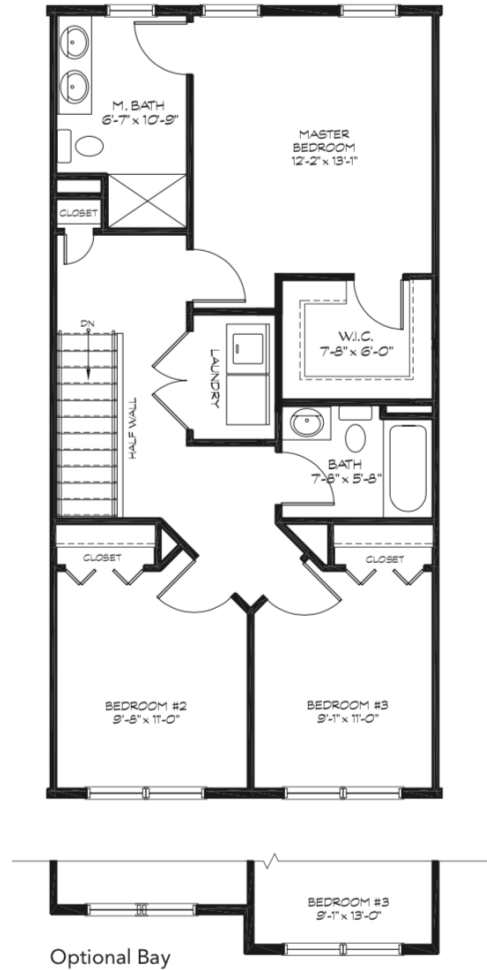 M. BATH
6'-7" x 10'-9"
MASTER
BEDROOM
12'-2" x 13'-1"
CLOSET
DN
HALF WALL
LAUNDRY
W.I.C.
7'-8" x 6'-0"
BATH
7'-8" x 5'-8"
CLOSET
CLOSET
BEDROOM #2
9'-8" x 11'-0"
BEDROOM #3
9'-1" x 11'-0"
BEDROOM #3
9'-1" x 13'-0"
Optional Bay